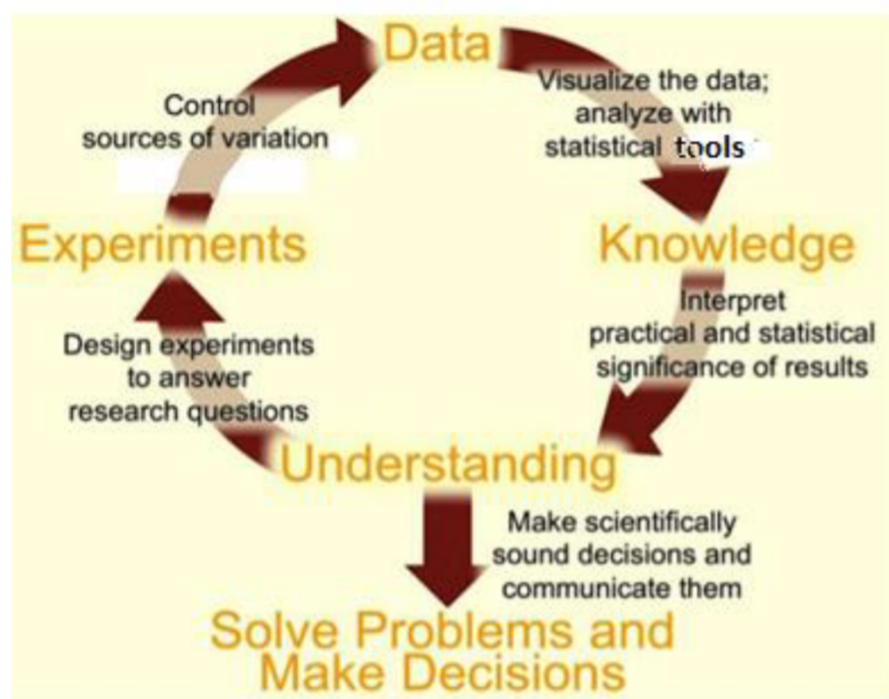 Data
Visualize the data;
analyze with
statistical tools
Knowledge
Interpret
practical and statistical
significance of results
Understanding
Make scientifically
sound decisions and
communicate them
Solve Problems and
Make Decisions
Design experiments
to answer
research questions
Experiments
Control
sources of variation